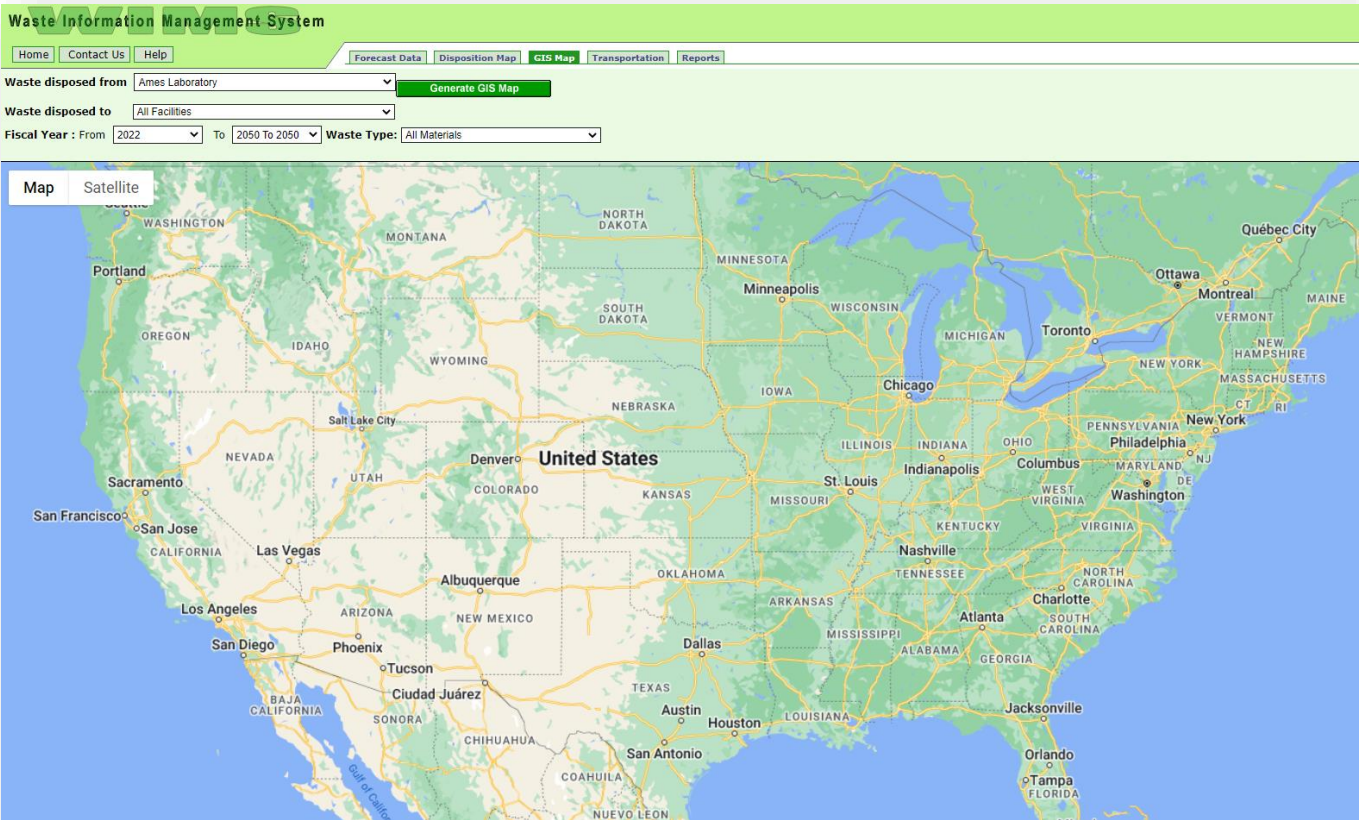 Waste Information Management System
WIMS
Home Contact Us Help
Forecast Data Disposition Map GIS Map Transportation Reports
Waste disposed from Ames Laboratory
Generate GIS Map
Waste disposed to All Facilities
Fiscal Year : From 2022 To 2050 To 2050 Waste Type: All Materials
Map Satellite
Seattle
WASHINGTON
NORTH
DAKOTA
MONTANA
Québec City
MINNESOTA
Portland
Ottawa
Minneapolis
Montreal
MAINE
SOUTH
DAKOTA
WISCONSIN
VERMONT
OREGON
IDAHO
MICHIGAN
Toronto
NEW
HAMPSHIRE
WYOMING
NEW YORK
MASSACHUSETTS
Chicago
IOWA
NEBRASKA
CT RI
Salt Lake City
PENNSYLVANIA
New York
ILLINOIS
INDIANA
OHIO
Philadelphia
NEVADA
Denver
United States
Indianapolis
Columbus
MARYLAND
NJ
UTAH
COLORADO
St. Louis
Sacramento
KANSAS
MISSOURI
WEST
VIRGINIA
DE
Washington
San Francisco
San Jose
KENTUCKY
VIRGINIA
CALIFORNIA
Las Vegas
Nashville
Albuquerque
OKLAHOMA
TENNESSEE
NORTH
CAROLINA
Los Angeles
ARIZONA
NEW MEXICO
ARKANSAS
Charlotte
Atlanta
SOUTH
CAROLINA
San Diego
Phoenix
Dallas
MISSISSIPPI
ALABAMA
GEORGIA
Tucson
Ciudad Juárez
TEXAS
BAJA
CALIFORNIA
SONORA
Austin
Houston
LOUISIANA
Jacksonville
CHIHUAHUA
San Antonio
Orlando
COAHUILA
Tampa
FLORIDA
Gulf of
NUEVO LEON